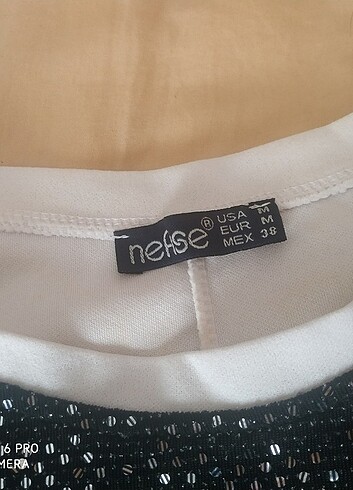 nefise®
USA M
EUR M
MEX 38
6 PRO
MERA